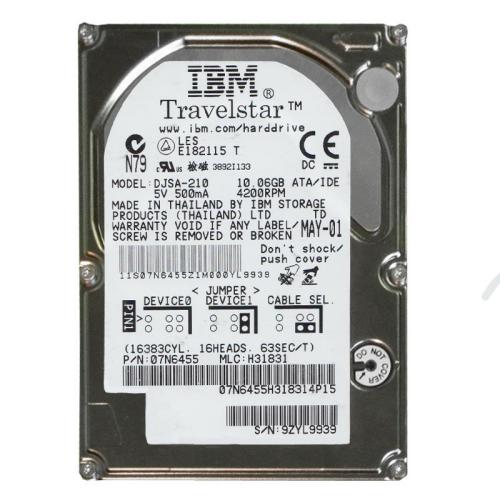 IBM®
Travelstar™
www.ibm.com/harddrive
LES
E182115 T
N79
3892I133
CE
DC
MODEL: DJSA-210 10.06GB ATA/IDE
5V 500mA 4200RPM
MADE IN THAILAND BY IBM STORAGE
PRODUCTS (THAILAND) LTD TD
WARRANTY VOID IF ANY LABEL/ MAY-01
SCREW IS REMOVED OR BROKEN
Don't shock/
push cover
11S07N6455Z1M000YL9939
< JUMPER >
DEVICE0 DEVICE1 CABLE SEL.
PIN1
(16383CYL. 16HEADS. 63SEC/T)
P/N:07N6455 MLC:H31831
DO NOT COVER
07N6455H318314P15
S/N:9ZYL9939